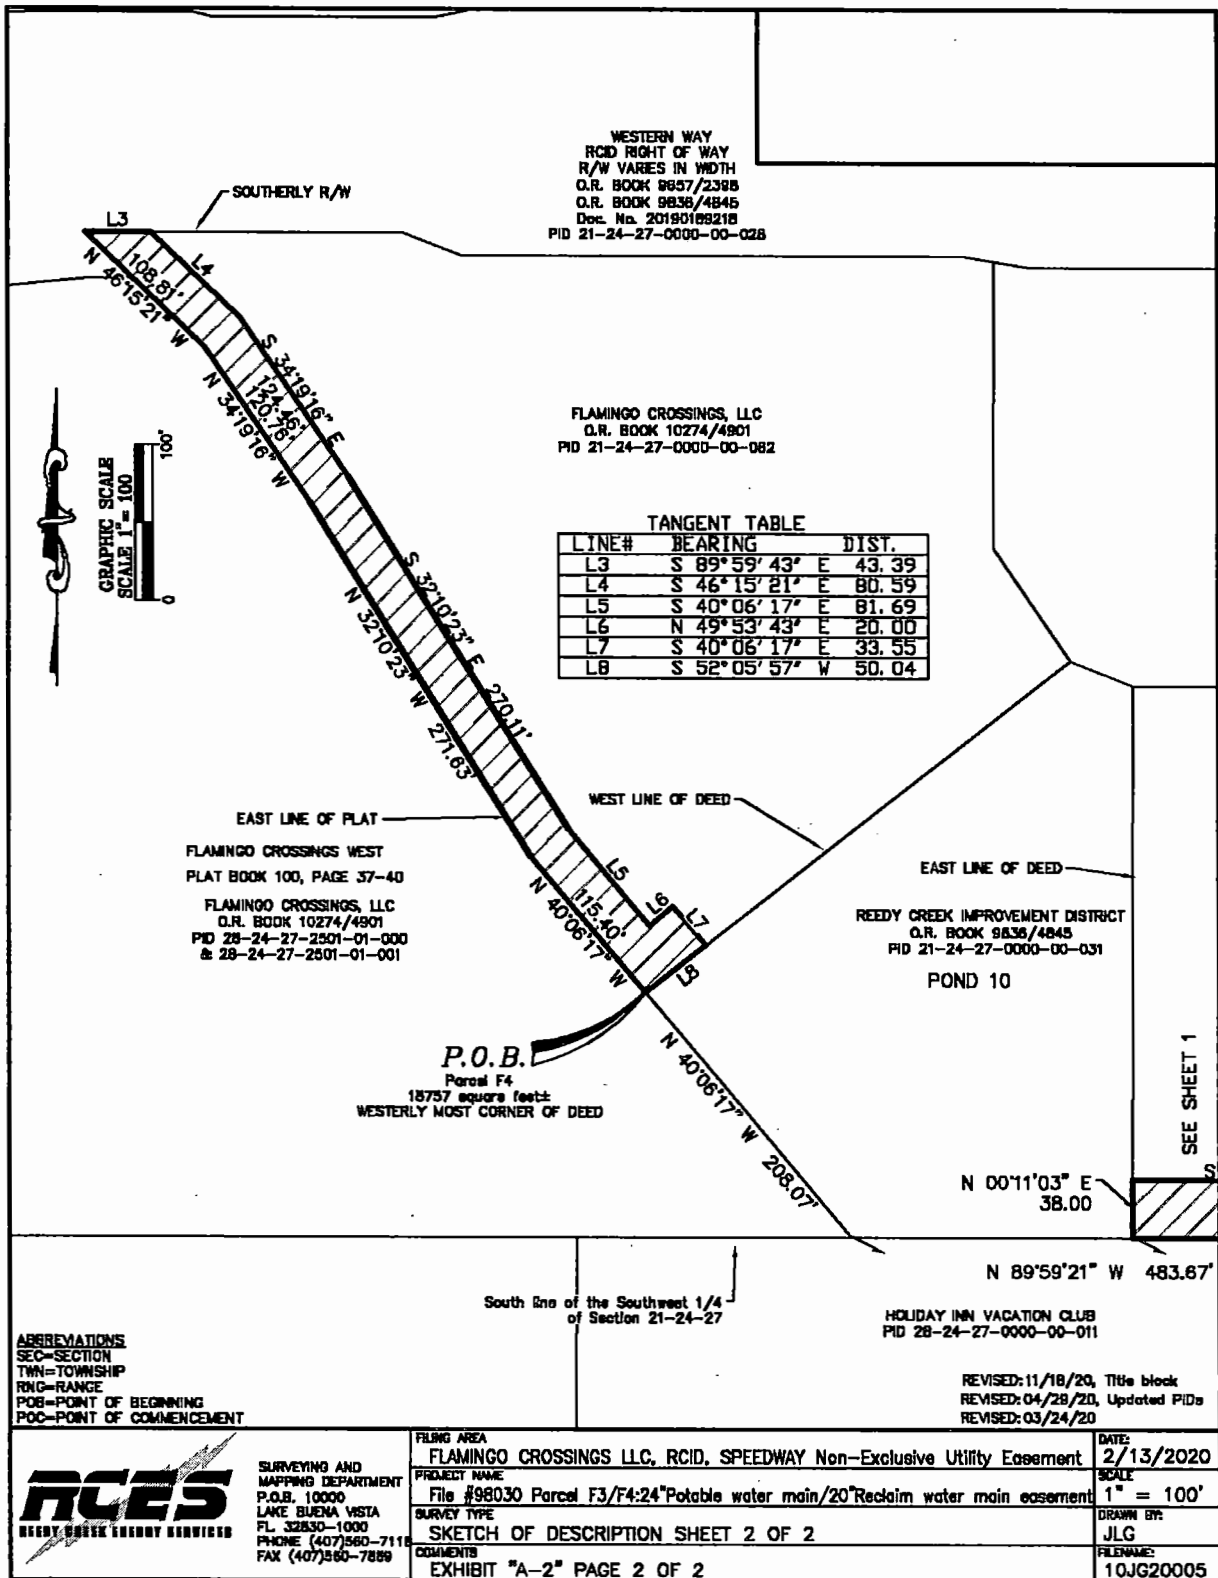 WESTERN WAY
RCID RIGHT OF WAY
R/W VARIES IN WIDTH
O.R. BOOK 9657/2398
O.R. BOOK 9836/4845
Doc. No. 20190189218
PID 21-24-27-0000-00-028
SOUTHERLY R/W
L3
L4
108.81'
N 46°15'21" W
S 34°19'16" E
124.46'
120.76'
N 34°19'16" W
FLAMINGO CROSSINGS, LLC
O.R. BOOK 10274/4901
PID 21-24-27-0000-00-082
GRAPHIC SCALE
SCALE 1" = 100
100'
0
TANGENT TABLE
LINE# BEARING DIST.
L3 S 89°59'43" E 43.39
L4 S 46°15'21" E 80.59
L5 S 40°06'17" E 81.69
L6 N 49°53'43" E 20.00
L7 S 40°06'17" E 33.55
L8 S 52°05'57" W 50.04
S 32°10'23" E
270.11'
N 32°10'23" W
271.63'
WEST LINE OF DEED
EAST LINE OF PLAT
FLAMINGO CROSSINGS WEST
PLAT BOOK 100, PAGE 37-40
FLAMINGO CROSSINGS, LLC
O.R. BOOK 10274/4901
PID 28-24-27-2501-01-000
& 28-24-27-2501-01-001
L5
L6
L7
L8
115.40'
N 40°06'17" W
EAST LINE OF DEED
REEDY CREEK IMPROVEMENT DISTRICT
O.R. BOOK 9836/4845
PID 21-24-27-0000-00-031
POND 10
P.O.B.
Parcel F4
18757 square feet±
WESTERLY MOST CORNER OF DEED
N 40°06'17" W 208.07'
SEE SHEET 1
S
N 00°11'03" E
38.00
N 89°59'21" W 483.67'
South line of the Southwest 1/4
of Section 21-24-27
HOLIDAY INN VACATION CLUB
PID 28-24-27-0000-00-011
ABBREVIATIONS
SEC=SECTION
TWN=TOWNSHIP
RNG=RANGE
POB=POINT OF BEGINNING
POC=POINT OF COMMENCEMENT
REVISED: 11/18/20, Title block
REVISED: 04/29/20, Updated PIDs
REVISED: 03/24/20
RCES
REEDY CREEK ENERGY SERVICES
SURVEYING AND
MAPPING DEPARTMENT
P.O.B. 10000
LAKE BUENA VISTA
FL. 32830-1000
PHONE (407)560-7118
FAX (407)560-7889
FILING AREA
FLAMINGO CROSSINGS LLC, RCID, SPEEDWAY Non-Exclusive Utility Easement
PROJECT NAME
File #98030 Parcel F3/F4:24"Potable water main/20"Reclaim water main easement
SURVEY TYPE
SKETCH OF DESCRIPTION SHEET 2 OF 2
COMMENTS
EXHIBIT "A-2" PAGE 2 OF 2
DATE:
2/13/2020
SCALE
1" = 100'
DRAWN BY:
JLG
FILENAME:
10JG20005